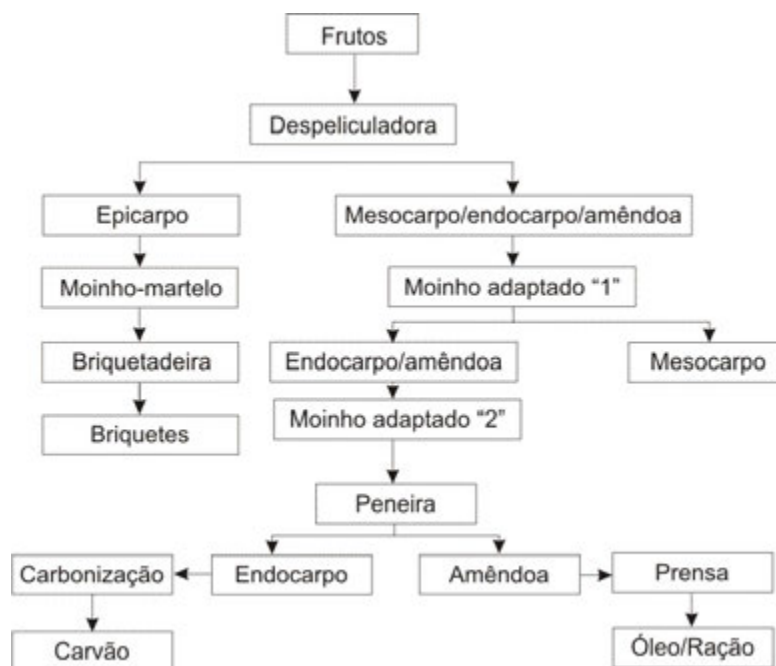 Frutos
Despeliculadora
Epicarpo
Mesocarpo/endocarpo/amêndoa
Moinho-martelo
Moinho adaptado “1”
Briquetadeira
Endocarpo/amêndoa
Mesocarpo
Briquetes
Moinho adaptado “2”
Peneira
Carbonização
Endocarpo
Amêndoa
Prensa
Carvão
Óleo/Ração